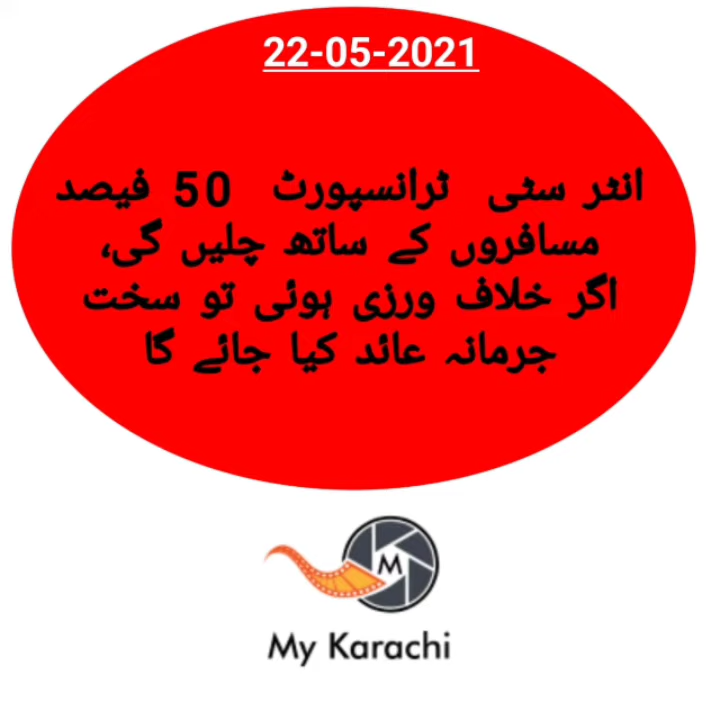 22-05-2021
انٹر سٹی ٹرانسپورٹ 50 فیصد
مسافروں کے ساتھ چلیں گی،
اگر خلاف ورزی ہوئی تو سخت
جرمانہ عائد کیا جائے گا
M
My Karachi